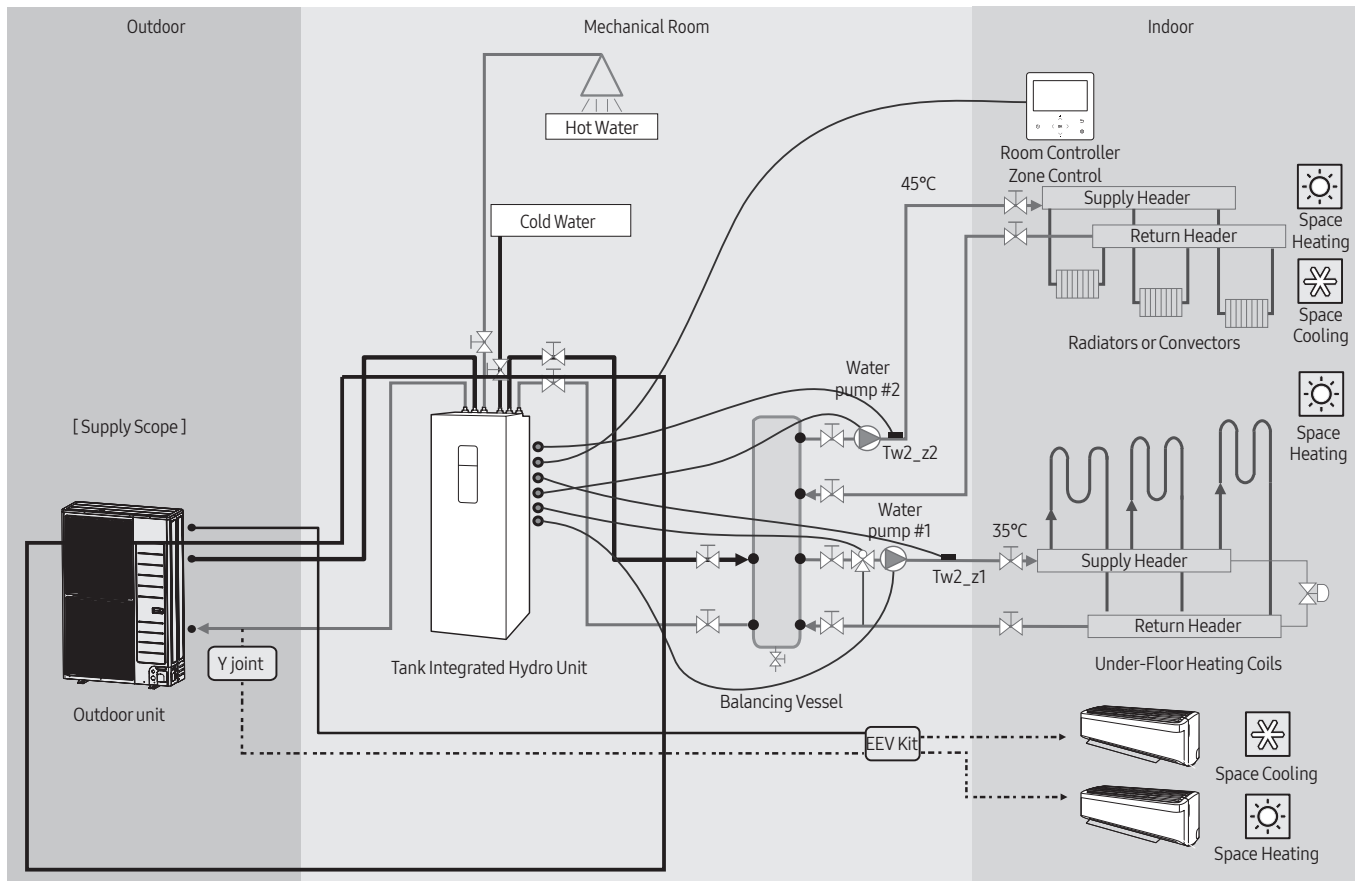 Outdoor
Mechanical Room
Indoor
Hot Water
Room Controller
Zone Control
45°C
Supply Header
Space
Heating
Cold Water
Return Header
Space
Cooling
Radiators or Convectors
Water
pump #2
[ Supply Scope ]
Space
Heating
Tw2_z2
Water
pump #1
35°C
Supply Header
Tw2_z1
Return Header
Y joint
Tank Integrated Hydro Unit
Under-Floor Heating Coils
Balancing Vessel
Outdoor unit
EEV Kit
Space Cooling
Space Heating